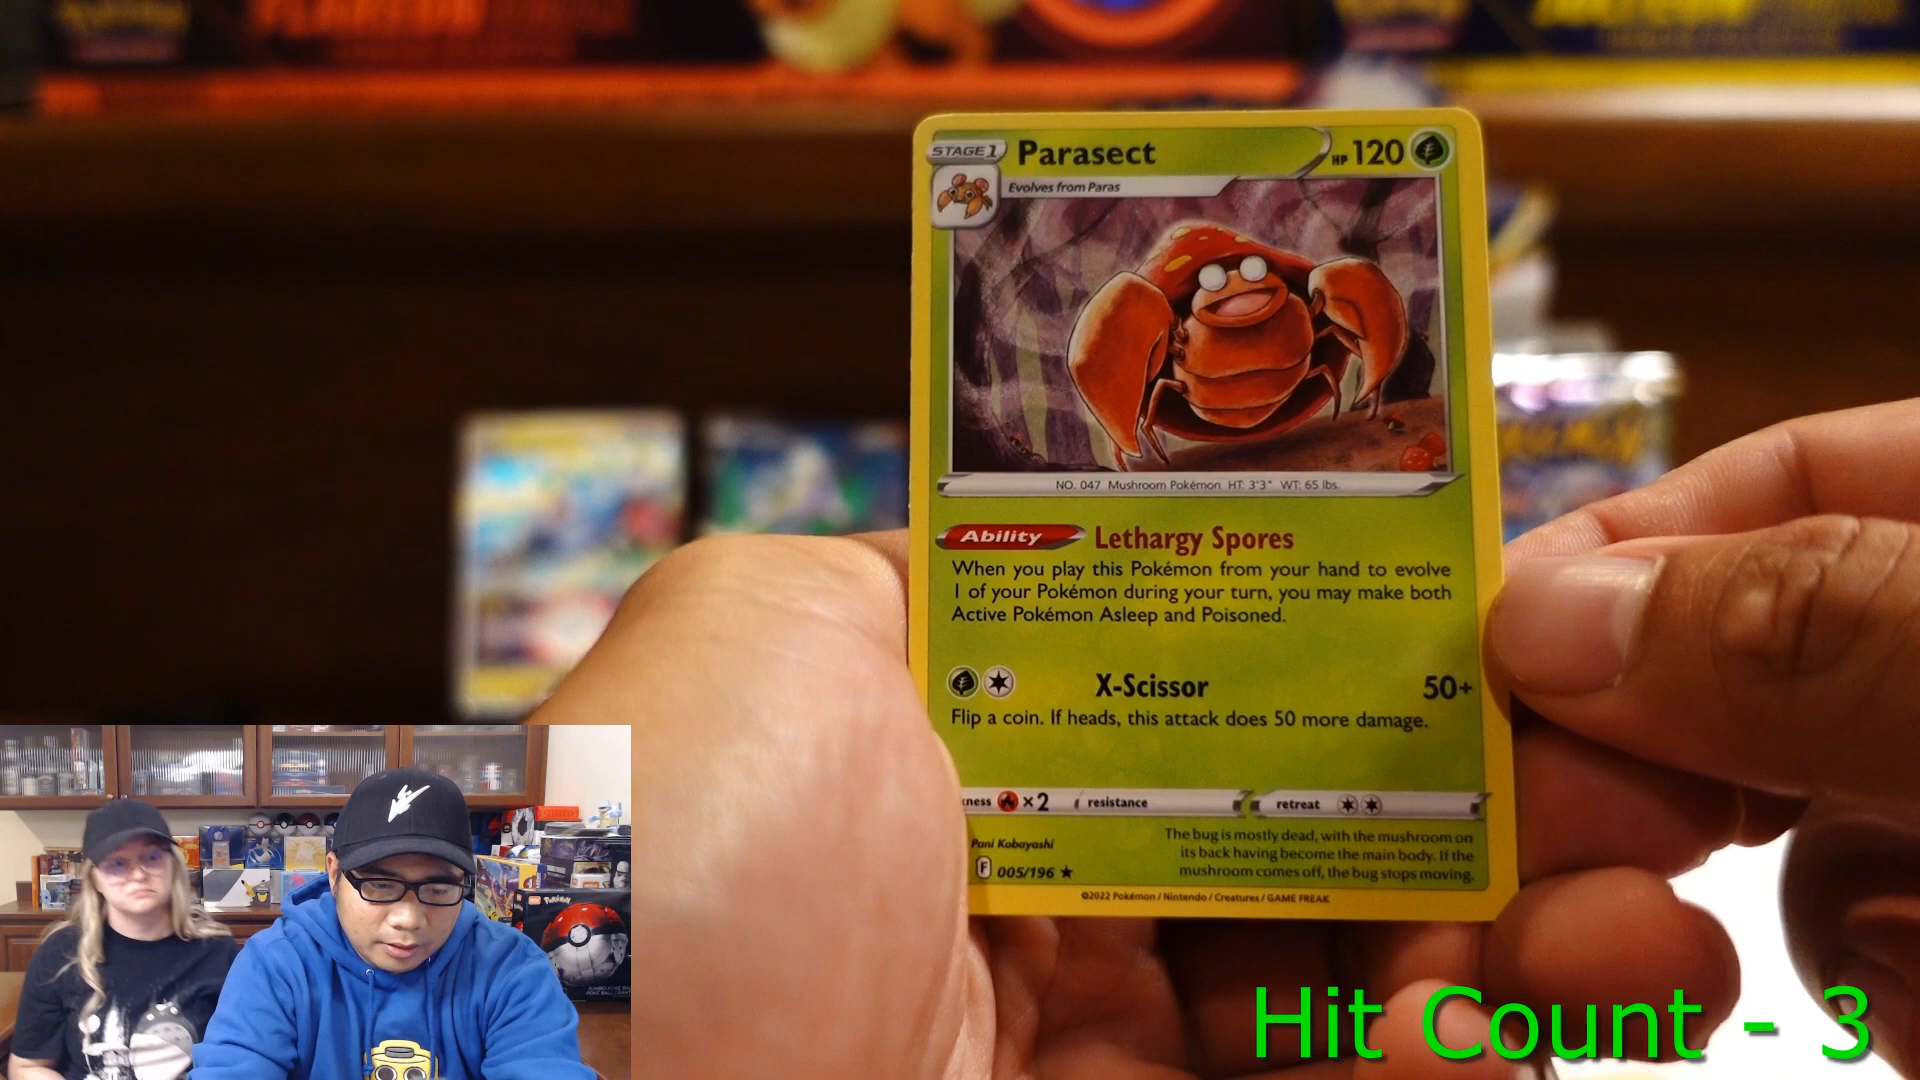 STAGE 1
Parasect
HP 120
Evolves from Paras
NO. 047 Mushroom Pokémon HT: 3'3" WT: 65 lbs.
Ability Lethargy Spores
When you play this Pokémon from your hand to evolve
1 of your Pokémon during your turn, you may make both
Active Pokémon Asleep and Poisoned.
X-Scissor 50+
Flip a coin. If heads, this attack does 50 more damage.
×2 resistance retreat
Pani Kobayashi
The bug is mostly dead, with the mushroom on
its back having become the main body. If the
mushroom comes off, the bug stops moving.
F 005/196 ★
©2022 Pokémon / Nintendo / Creatures / GAME FREAK
Hit Count - 3